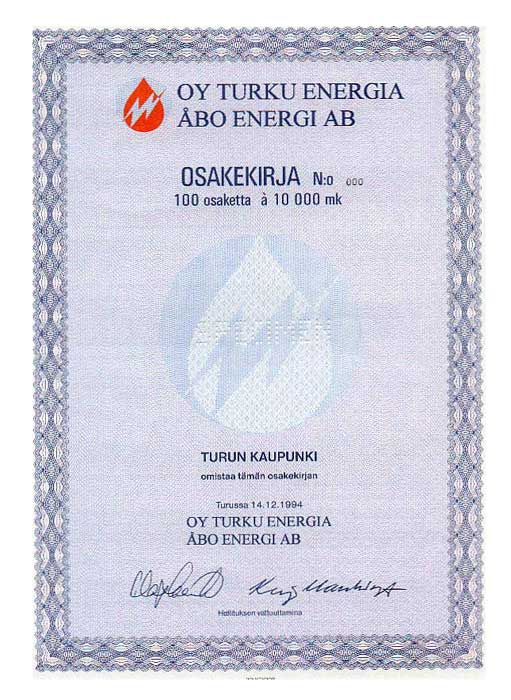 OY TURKU ENERGIA
ÅBO ENERGI AB
OSAKEKIRJA N:o 000
100 osaketta à 10 000 mk
SPECIMEN
TURUN KAUPUNKI
omistaa tämän osakekirjan
Turussa 14.12.1994
OY TURKU ENERGIA
ÅBO ENERGI AB
Hallituksen valtuuttamina